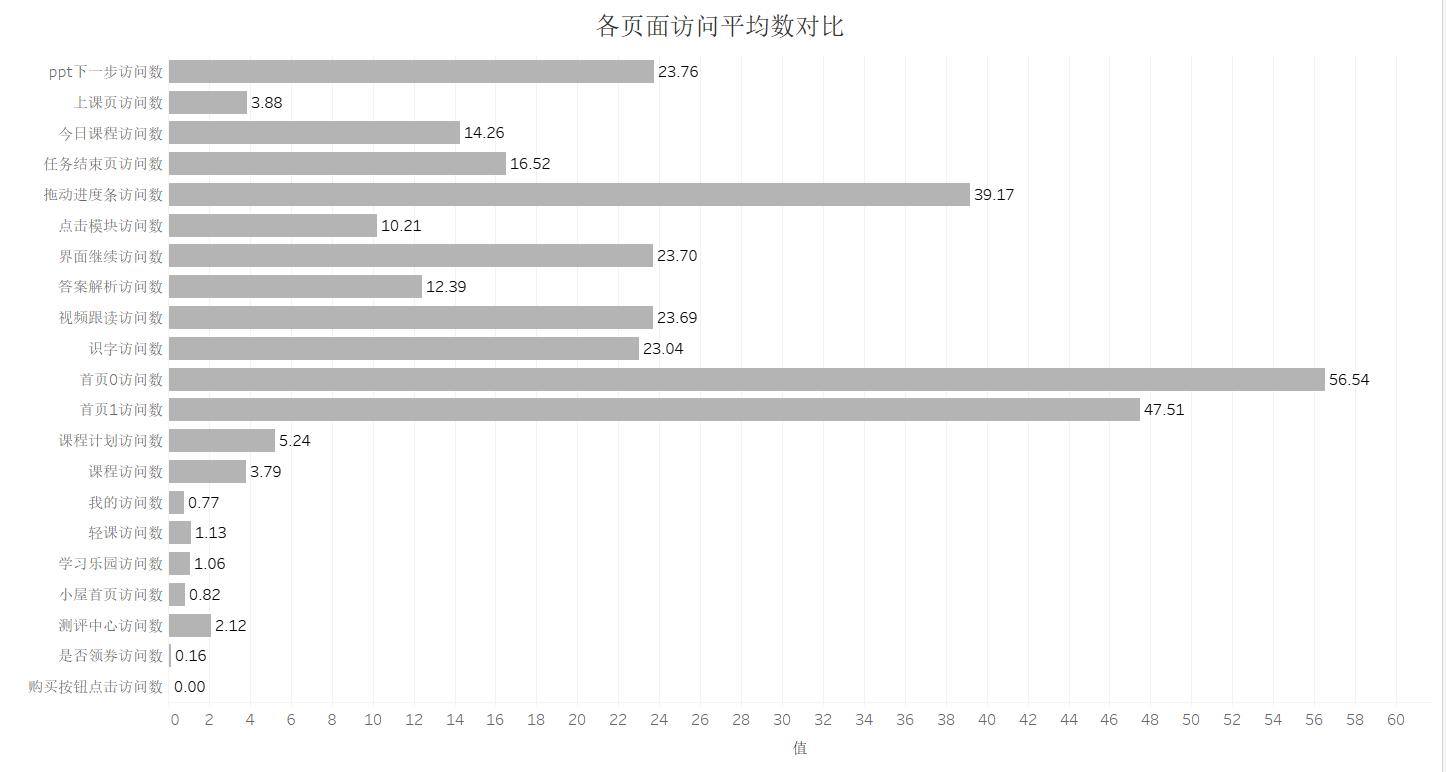 各页面访问平均数对比
ppt下一步访问数 23.76
上课页访问数 3.88
今日课程访问数 14.26
任务结束页访问数 16.52
拖动进度条访问数 39.17
点击模块访问数 10.21
界面继续访问数 23.70
答案解析访问数 12.39
视频跟读访问数 23.69
识字访问数 23.04
首页0访问数 56.54
首页1访问数 47.51
课程计划访问数 5.24
课程访问数 3.79
我的访问数 0.77
轻课访问数 1.13
学习乐园访问数 1.06
小屋首页访问数 0.82
测评中心访问数 2.12
是否领券访问数 0.16
购买按钮点击访问数 0.00
0 2 4 6 8 10 12 14 16 18 20 22 24 26 28 30 32 34 36 38 40 42 44 46 48 50 52 54 56 58 60
值